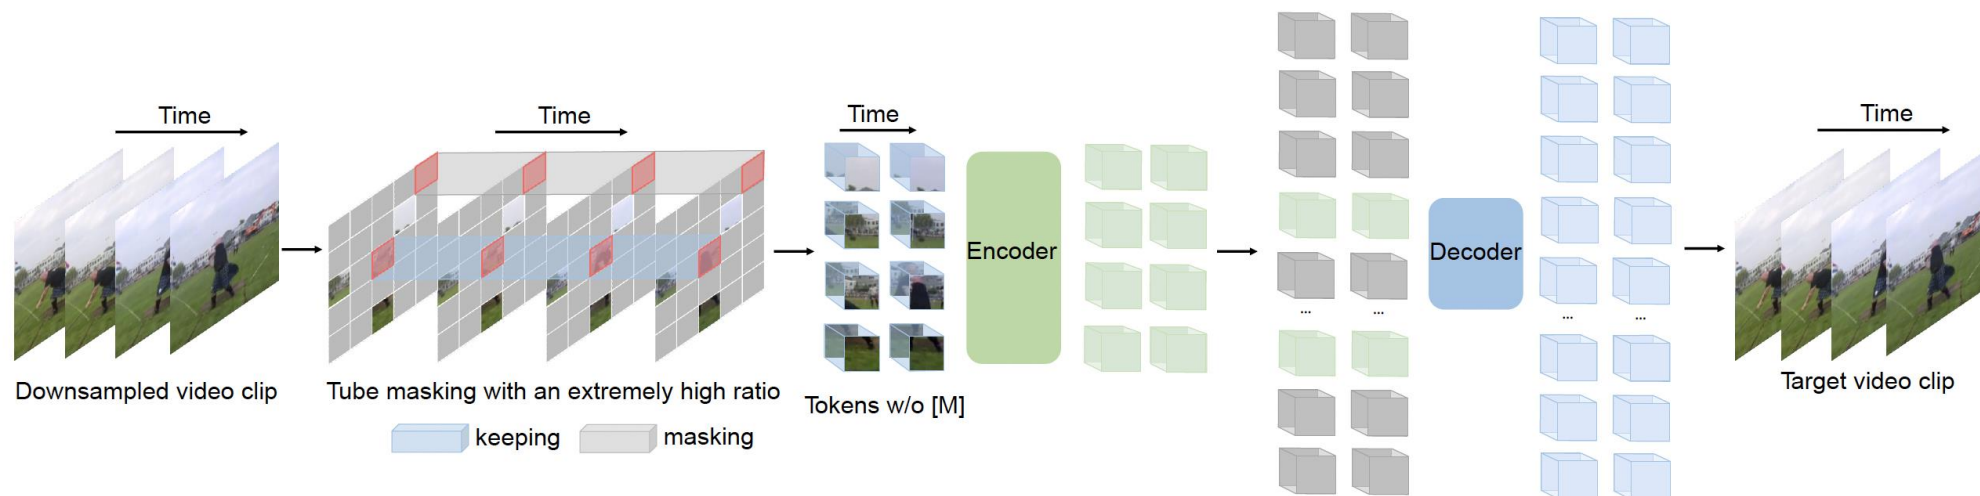 Time
Time
Time
Time
Encoder
Decoder
... ...
... ...
Downsampled video clip
Tube masking with an extremely high ratio
Tokens w/o [M]
Target video clip
keeping
masking